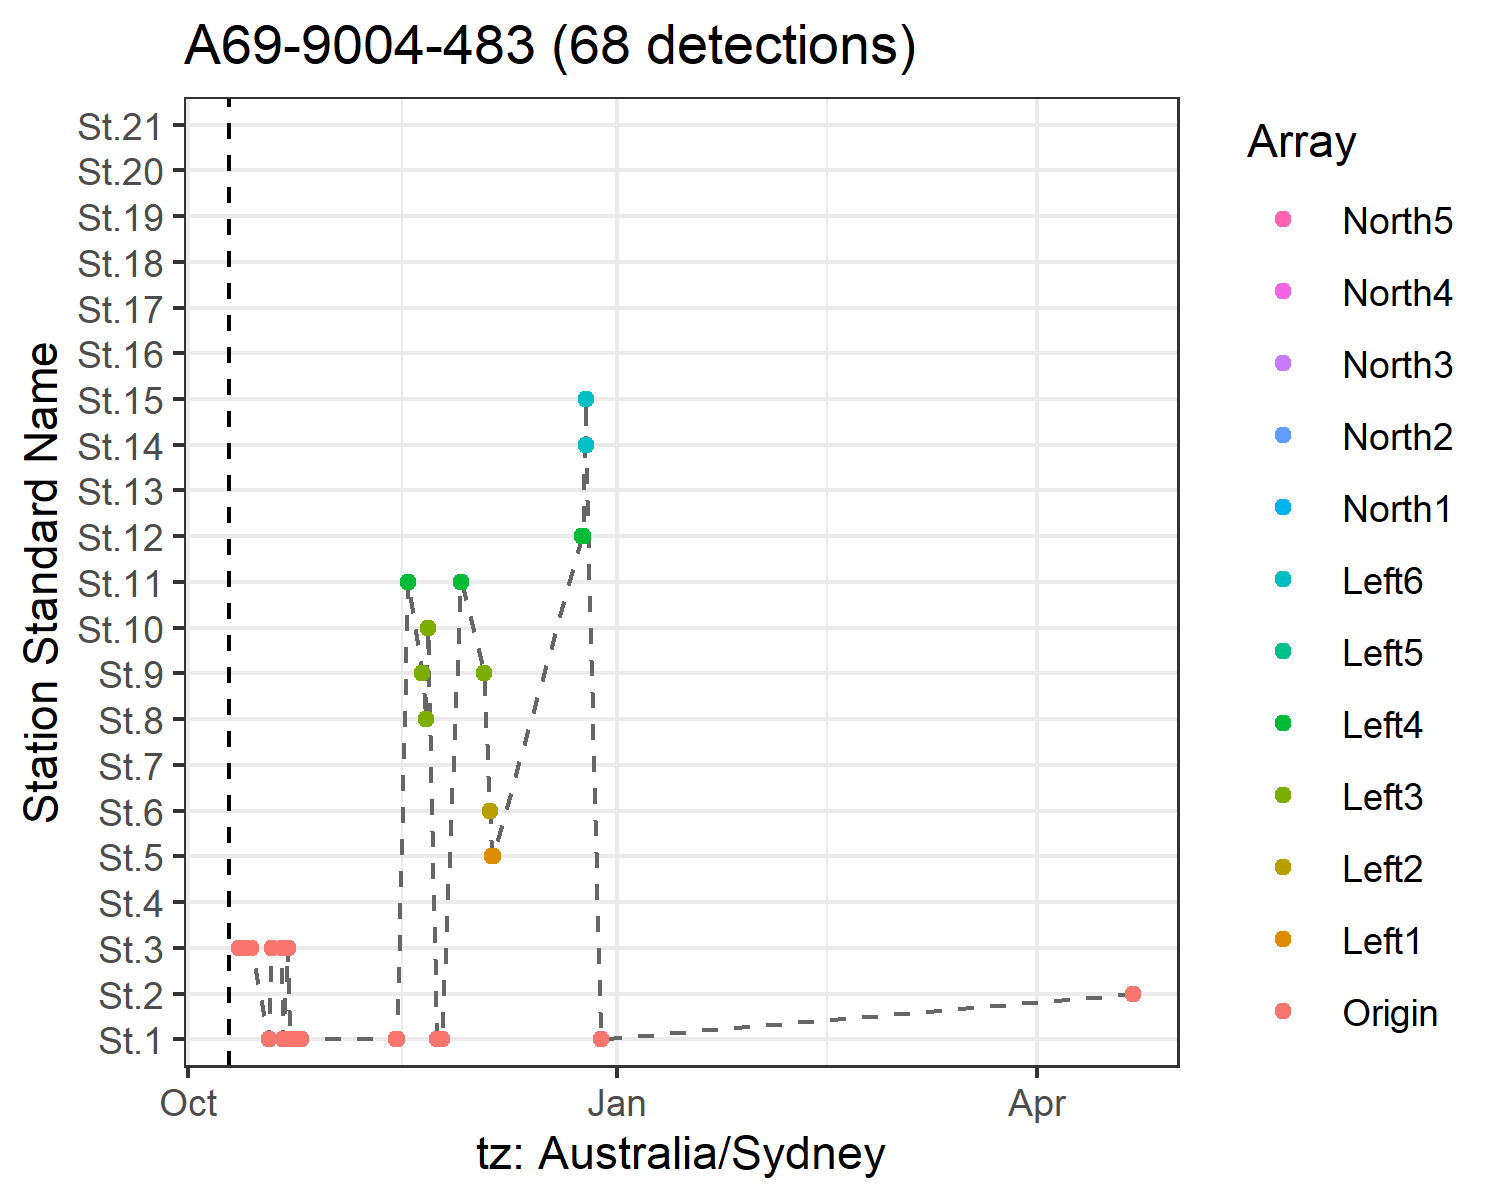 A69-9004-483 (68 detections)
Station Standard Name
St.21
St.20
St.19
St.18
St.17
St.16
St.15
St.14
St.13
St.12
St.11
St.10
St.9
St.8
St.7
St.6
St.5
St.4
St.3
St.2
St.1
Oct
Jan
Apr
tz: Australia/Sydney
Array
North5
North4
North3
North2
North1
Left6
Left5
Left4
Left3
Left2
Left1
Origin